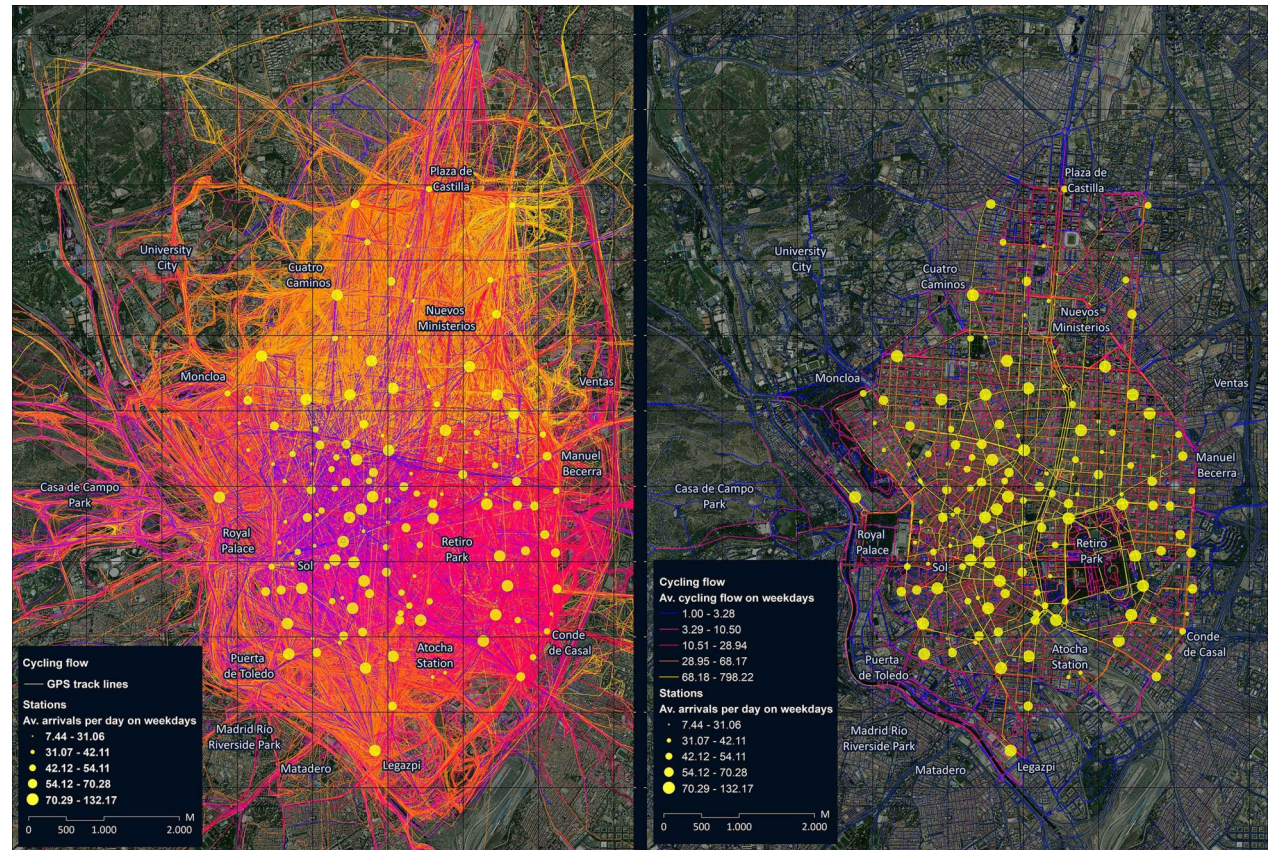 Plaza de
Castilla
University
City
Cuatro
Caminos
Nuevos
Ministerios
Moncloa
Ventas
Manuel
Becerra
Casa de Campo
Park
Royal
Palace
Retiro
Park
Sol
Atocha
Station
Conde
de Casal
Puerta
de Toledo
Madrid Río
Riverside Park
Matadero
Legazpi
Cycling flow
GPS track lines
Stations
Av. arrivals per day on weekdays
7.44 - 31.06
31.07 - 42.11
42.12 - 54.11
54.12 - 70.28
70.29 - 132.17
M
0 500 1.000 2.000
Plaza de
Castilla
University
City
Cuatro
Caminos
Nuevos
Ministerios
Moncloa
Ventas
Manuel
Becerra
Casa de Campo
Park
Royal
Palace
Retiro
Park
Sol
Atocha
Station
Conde
de Casal
Puerta
de Toledo
Madrid Río
Riverside Park
Matadero
Legazpi
Cycling flow
Av. cycling flow on weekdays
1.00 - 3.28
3.29 - 10.50
10.51 - 28.94
28.95 - 68.17
68.18 - 798.22
Stations
Av. arrivals per day on weekdays
7.44 - 31.06
31.07 - 42.11
42.12 - 54.11
54.12 - 70.28
70.29 - 132.17
M
0 500 1.000 2.000